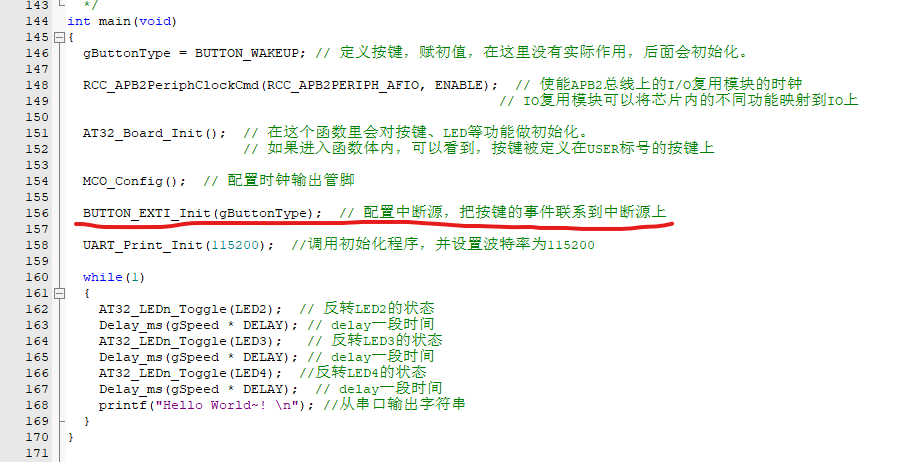 143 */
144 int main(void)
145 {
146 gButtonType = BUTTON_WAKEUP; // 定义按键，赋初值，在这里没有实际作用，后面会初始化。
147
148 RCC_APB2PeriphClockCmd(RCC_APB2PERIPH_AFIO, ENABLE); // 使能APB2总线上的I/O复用模块的时钟
149 // IO复用模块可以将芯片内的不同功能映射到IO上
150
151 AT32_Board_Init(); // 在这个函数里会对按键、LED等功能做初始化。
152 // 如果进入函数体内，可以看到，按键被定义在USER标号的按键上
153
154 MCO_Config(); // 配置时钟输出管脚
155
156 BUTTON_EXTI_Init(gButtonType); // 配置中断源，把按键的事件联系到中断源上
157
158 UART_Print_Init(115200); //调用初始化程序，并设置波特率为115200
159
160 while(1)
161 {
162 AT32_LEDn_Toggle(LED2); // 反转LED2的状态
163 Delay_ms(gSpeed * DELAY); // delay一段时间
164 AT32_LEDn_Toggle(LED3); // 反转LED3的状态
165 Delay_ms(gSpeed * DELAY); // delay一段时间
166 AT32_LEDn_Toggle(LED4); //反转LED4的状态
167 Delay_ms(gSpeed * DELAY); // delay一段时间
168 printf("Hello World~! \n"); //从串口输出字符串
169 }
170 }
171